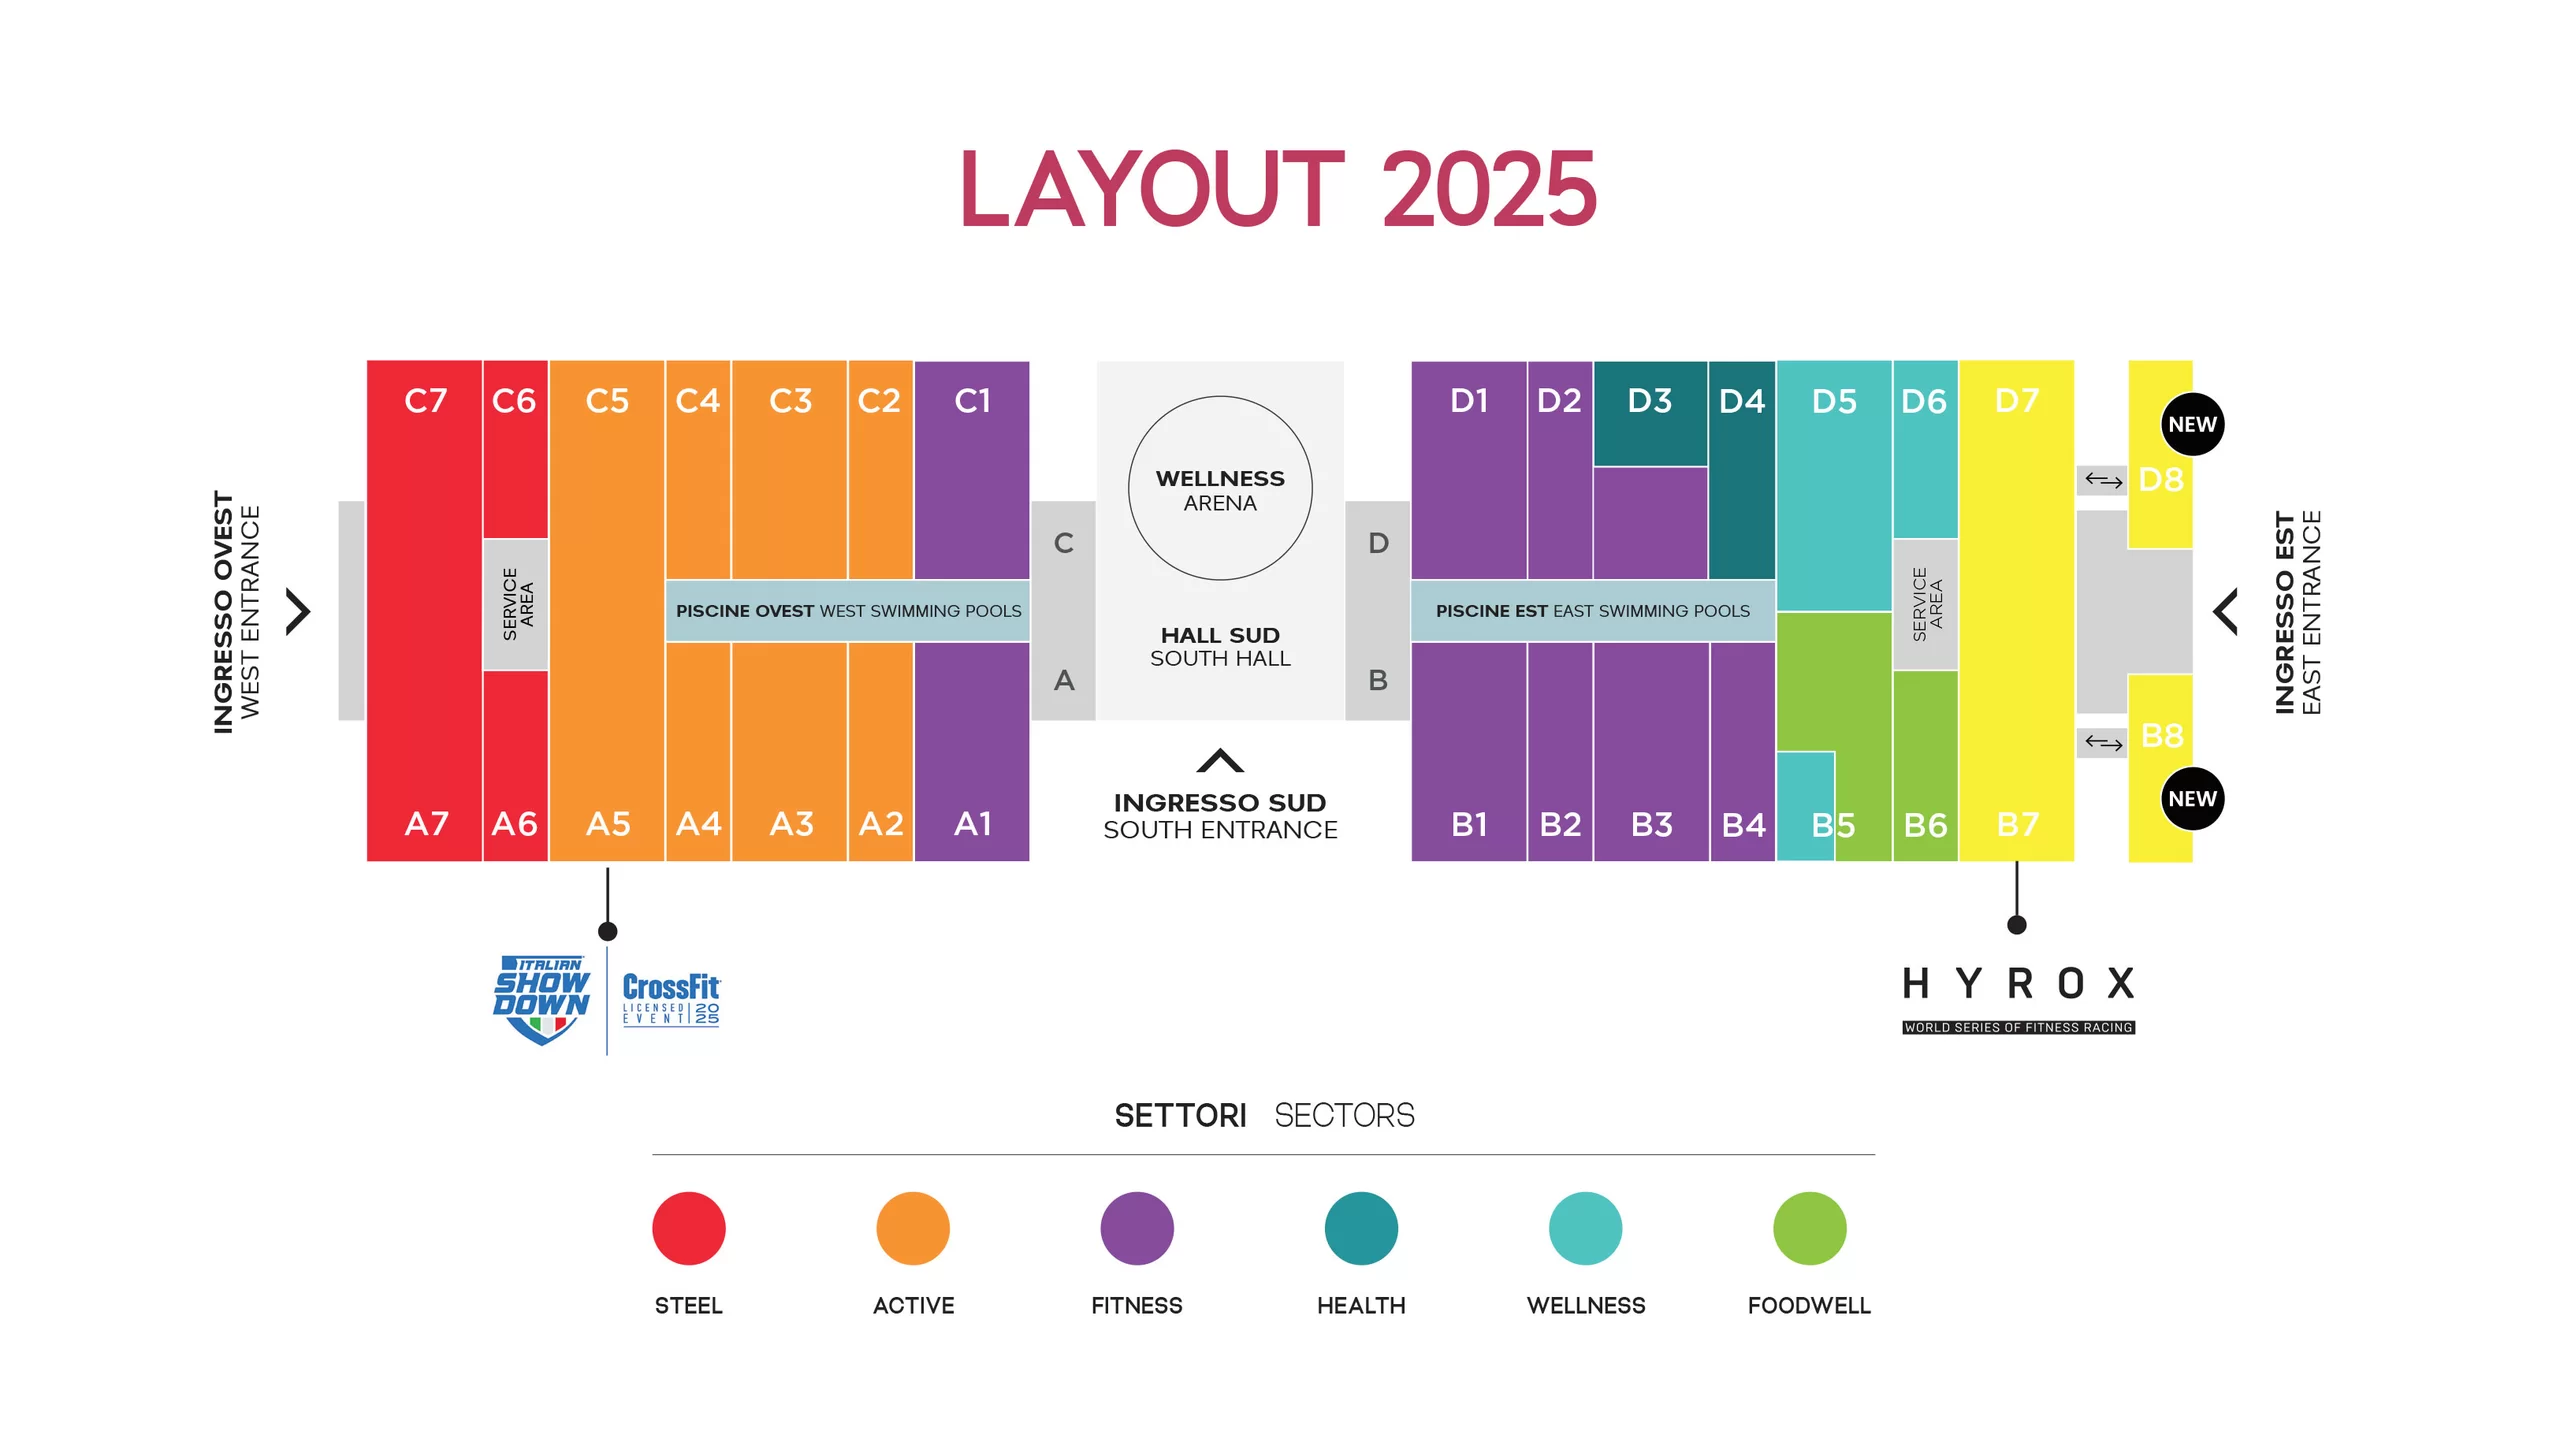 LAYOUT 2025
C7 C6 C5 C4 C3 C2 C1
D1 D2 D3 D4 D5 D6 D7
NEW
D8
WELLNESS
ARENA
INGRESSO OVEST
WEST ENTRANCE
SERVICE
AREA
PISCINE OVEST WEST SWIMMING POOLS
C
A
HALL SUD
SOUTH HALL
D
B
PISCINE EST EAST SWIMMING POOLS
SERVICE
AREA
INGRESSO EST
EAST ENTRANCE
B8
NEW
A7 A6 A5 A4 A3 A2 A1
INGRESSO SUD
SOUTH ENTRANCE
B1 B2 B3 B4 B5 B6 B7
ITALIAN
SHOW
DOWN
CrossFit
LICENSED
EVENT
20
25
HYROX
WORLD SERIES OF FITNESS RACING
SETTORI SECTORS
STEEL ACTIVE FITNESS HEALTH WELLNESS FOODWELL